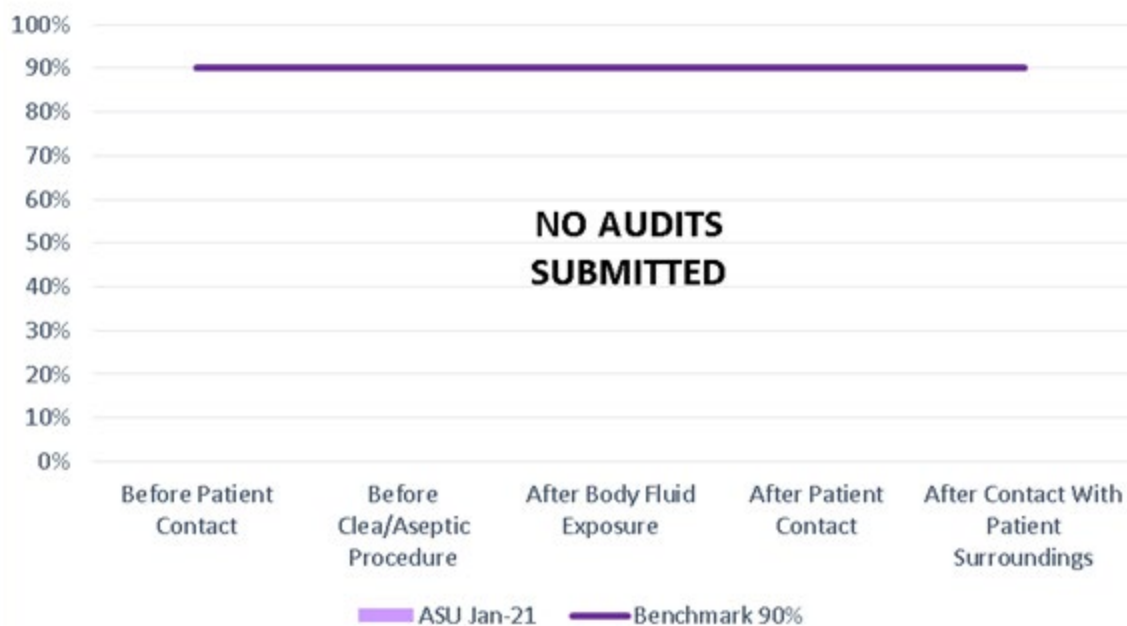 100%
90%
80%
70%
60%
50%
40%
30%
20%
10%
0%
NO AUDITS
SUBMITTED
Before Patient
Contact
Before
Clea/Aseptic
Procedure
After Body Fluid
Exposure
After Patient
Contact
After Contact With
Patient
Surroundings
ASU Jan-21
Benchmark 90%